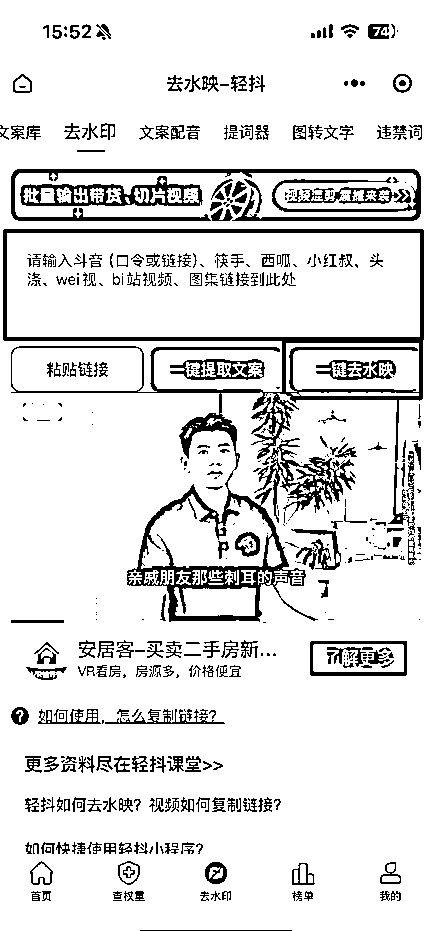 15:52
74
去水映-轻抖
文案库 去水印 文案配音 提词器 图转文字 违禁词
批量输出带货、切片视频
请输入斗音 (口令或链接)、筷手、西呱、小红叔、头
涤、wei视、bi站视频、图集链接到此处
粘贴链接 一键提取文案 一键去水映
亲戚朋友那些刺耳的声音
安居客-买卖二手房新...
VR看房，房源多，价格便宜
了解更多
如何使用，怎么复制链接？
更多资料尽在轻抖课堂>>
轻抖如何去水映？视频如何复制链接？
如何快捷使用轻抖小程序？
首页 查权重 去水印 榜单 我的